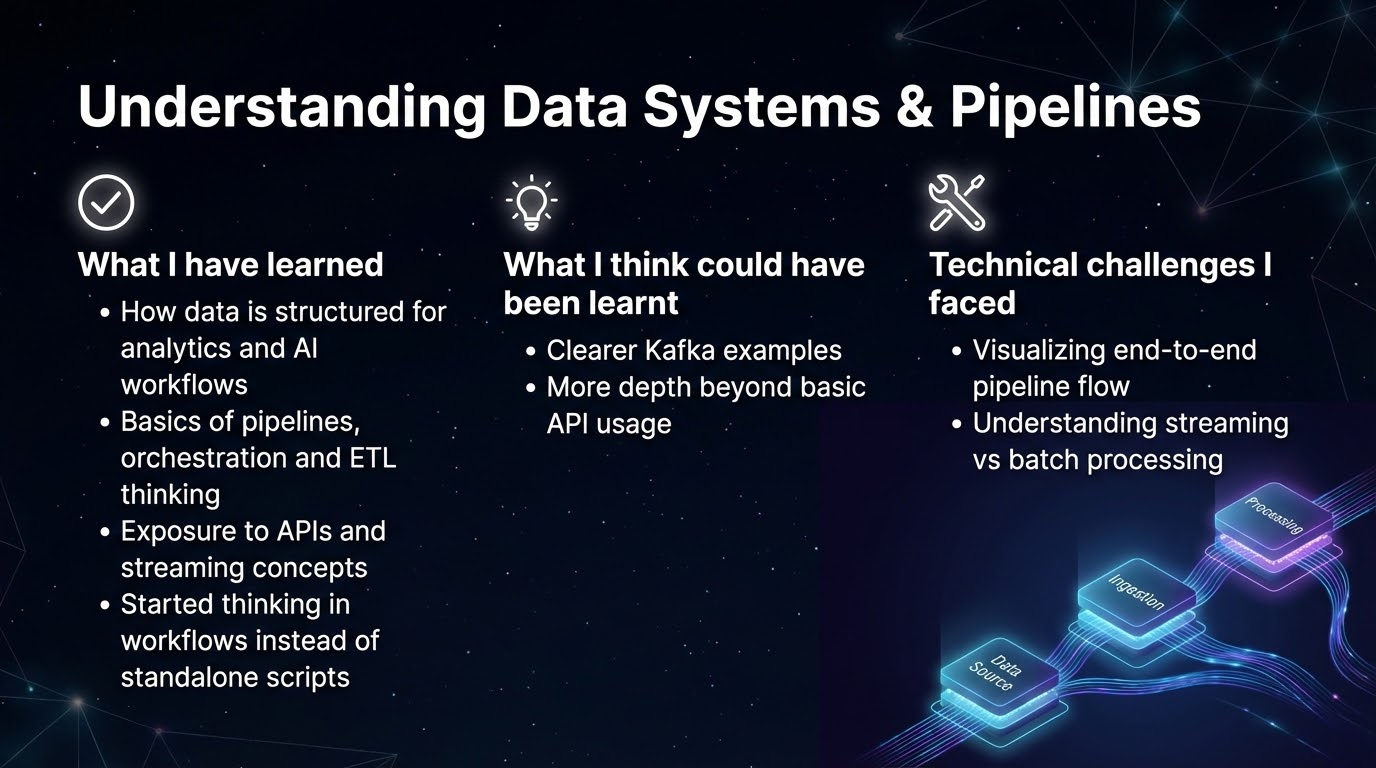 Understanding Data Systems & Pipelines
What I have learned
• How data is structured for
analytics and AI
workflows
• Basics of pipelines,
orchestration and ETL
thinking
• Exposure to APIs and
streaming concepts
• Started thinking in
workflows instead of
standalone scripts
What I think could have
been learnt
• Clearer Kafka examples
• More depth beyond basic
API usage
Technical challenges I
faced
• Visualizing end-to-end
pipeline flow
• Understanding streaming
vs batch processing
Processing
Ingestion
Data
Source